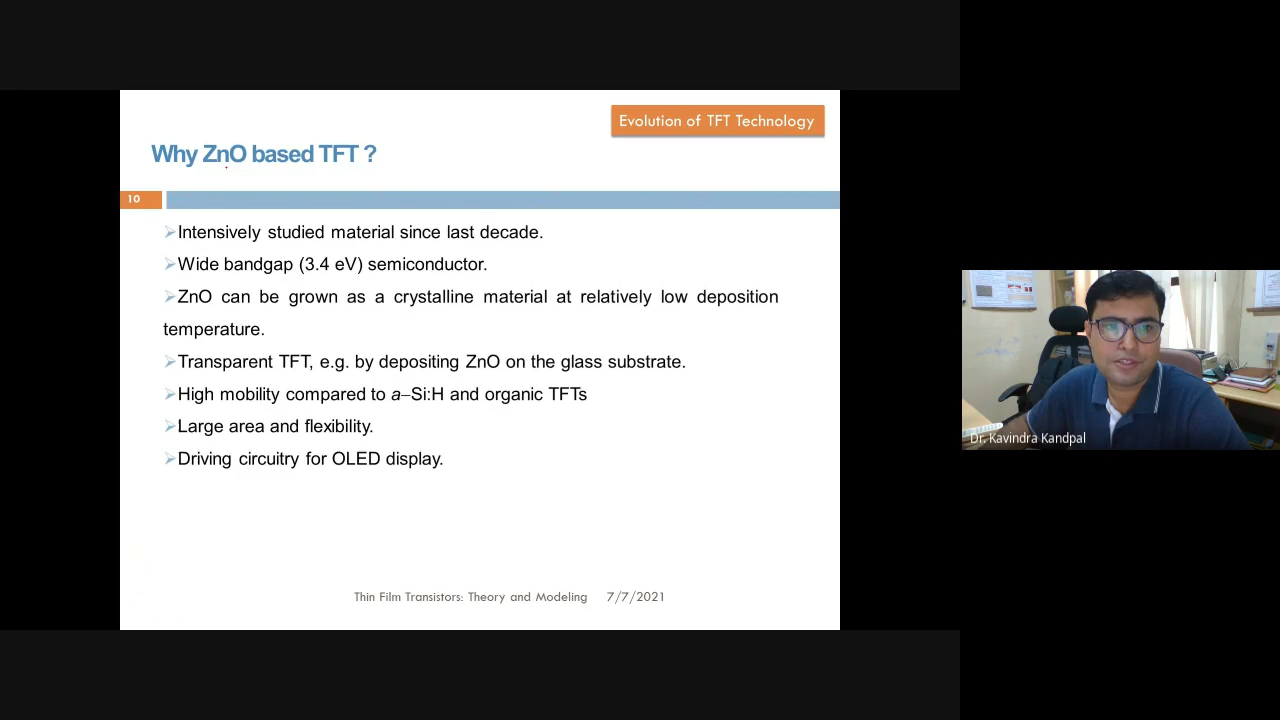 Evolution of TFT Technology
Why ZnO based TFT ?
10
➢Intensively studied material since last decade.
➢Wide bandgap (3.4 eV) semiconductor.
➢ZnO can be grown as a crystalline material at relatively low deposition
temperature.
➢Transparent TFT, e.g. by depositing ZnO on the glass substrate.
➢High mobility compared to a–Si:H and organic TFTs
➢Large area and flexibility.
➢Driving circuitry for OLED display.
Thin Film Transistors: Theory and Modeling 7/7/2021
Dr. Kavindra Kandpal